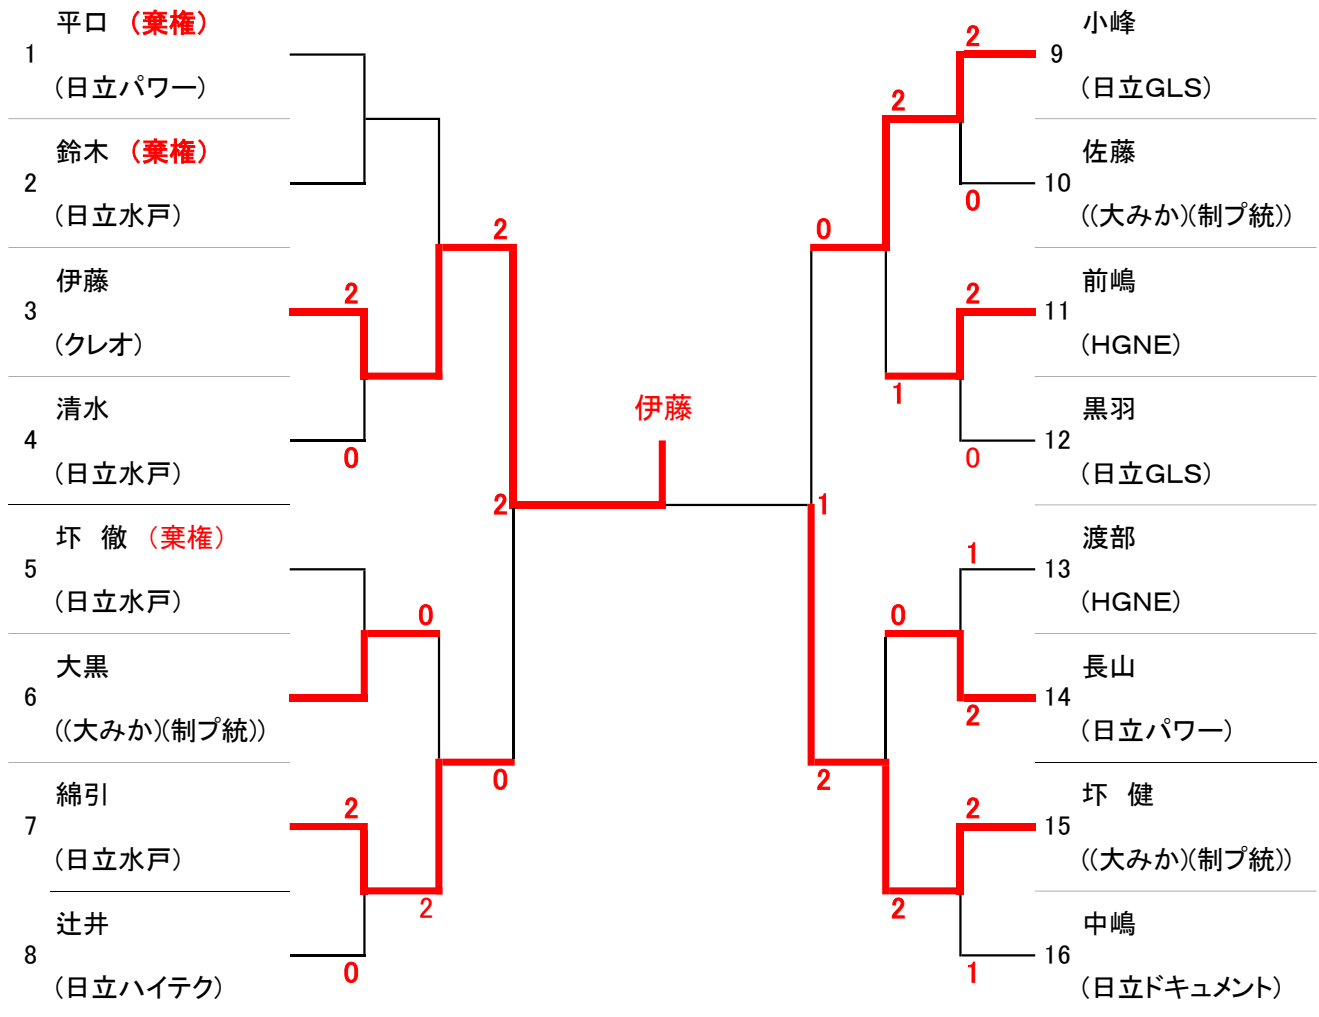 平口 （棄権）
1
（日立パワー）
鈴木 （棄権）
2
（日立水戸）
伊藤
3
2
（クレオ）
清水
4
0
（日立水戸）
圷　徹 （棄権）
5
（日立水戸）
大黒
6
((大みか)(制プ統))
綿引
7
2
（日立水戸）
辻井
8
0
（日立ハイテク）
2
0
2
2
0
伊藤
0
1
2
2
1
0
2
小峰
2
9
（日立GLS）
佐藤
10
0
((大みか)(制プ統))
前嶋
2
11
（HGNE）
黒羽
12
0
（日立GLS）
渡部
1
13
（HGNE）
長山
14
2
（日立パワー）
圷　健
2
15
((大みか)(制プ統))
中嶋
16
1
（日立ドキュメント）